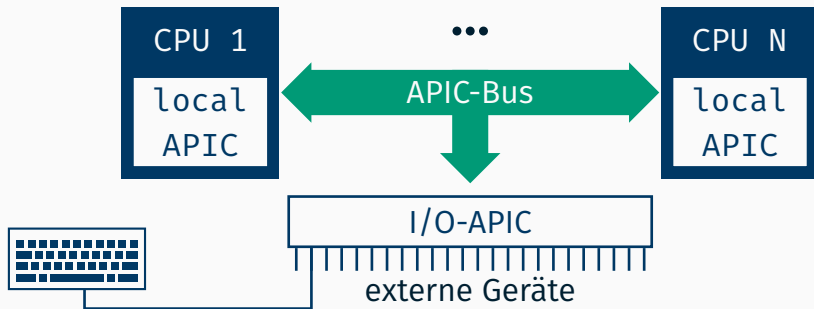 CPU 1
...
CPU N
local
APIC
APIC-Bus
local
APIC
I/O-APIC
externe Geräte